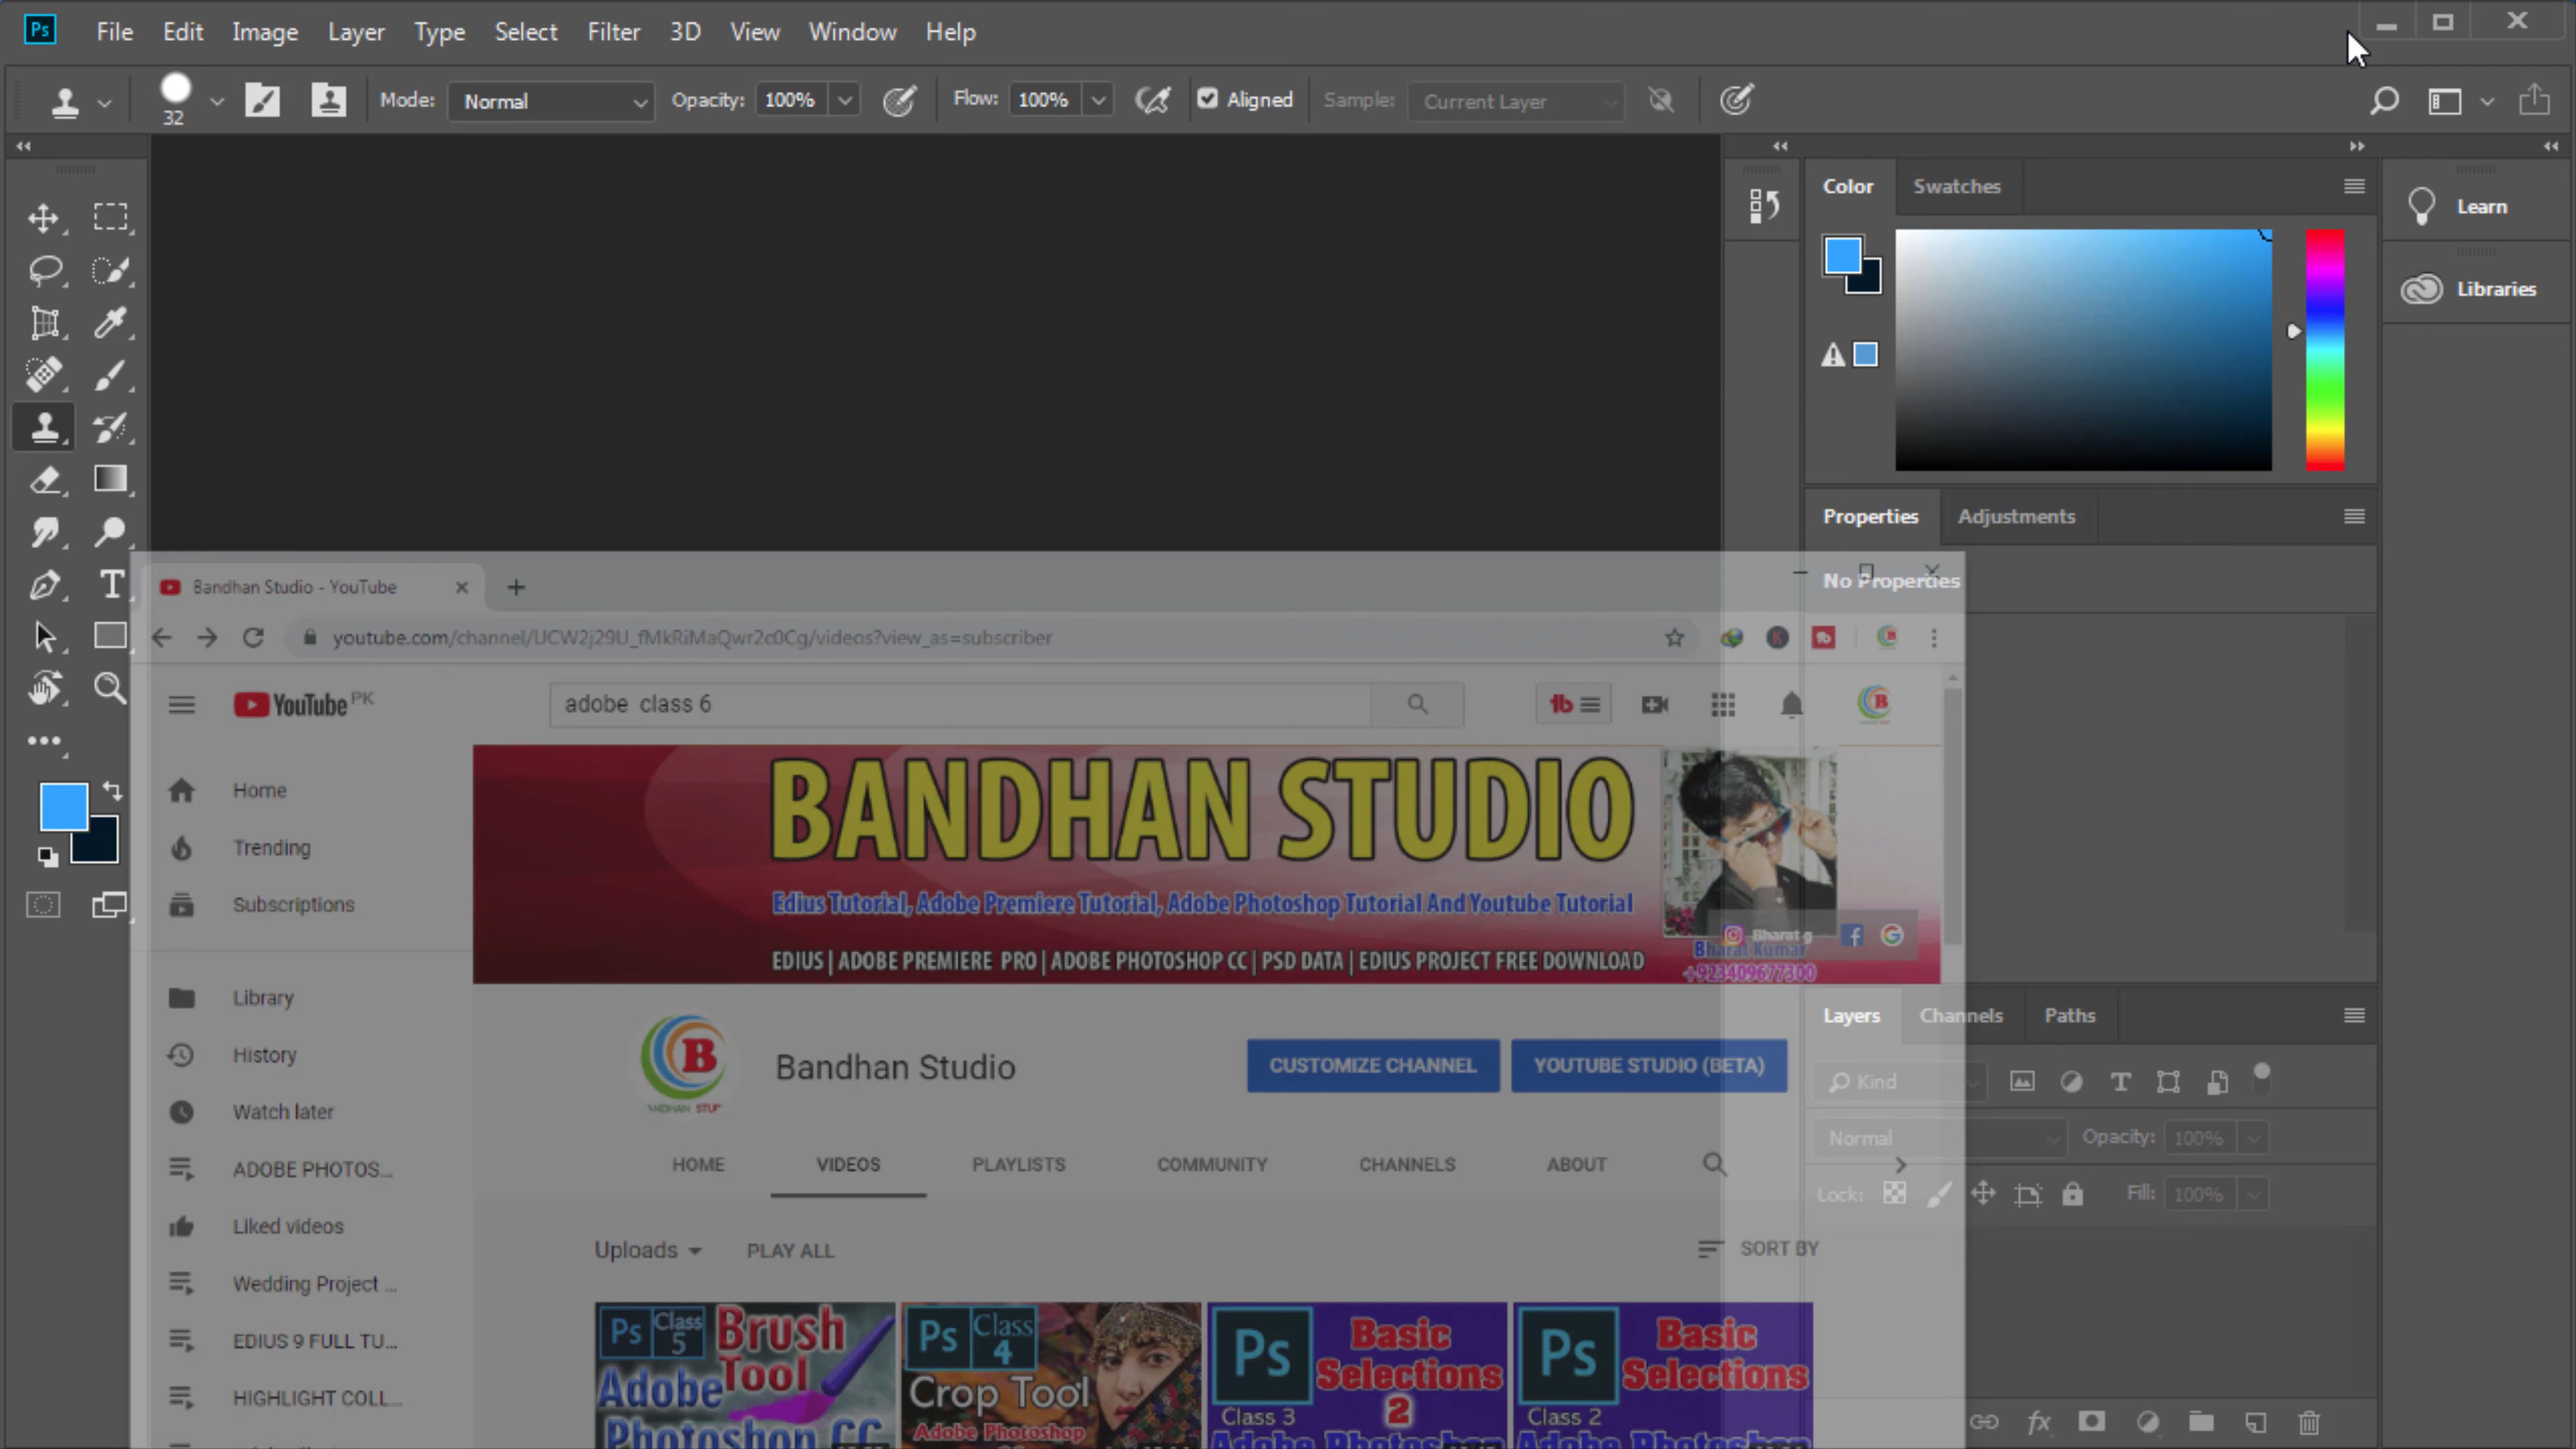 Ps File Edit Image Layer Type Select Filter 3D View Window Help
32 Mode: Normal Opacity: 100% Flow: 100% Aligned Sample: Current Layer
Color Swatches
Learn
Libraries
Properties Adjustments
No Properties
Bandhan Studio - YouTube
youtube.com/channel/UCW2j29U_fMkRiMaQwr2c0Cg/videos?view_as=subscriber
YouTube PK
adobe class 6
Home
Trending
Subscriptions
Library
History
Watch later
ADOBE PHOTOS...
Liked videos
Wedding Project ...
EDIUS 9 FULL TU...
HIGHLIGHT COLL...
BANDHAN STUDIO
Edius Tutorial, Adobe Premiere Tutorial, Adobe Photoshop Tutorial And Youtube Tutorial
EDIUS | ADOBE PREMIERE PRO | ADOBE PHOTOSHOP CC | PSD DATA | EDIUS PROJECT FREE DOWNLOAD
Bharat g
Bharat Kumar
+923409677300
B
Bandhan Studio
CUSTOMIZE CHANNEL YOUTUBE STUDIO (BETA)
HOME VIDEOS PLAYLISTS COMMUNITY CHANNELS ABOUT
Uploads PLAY ALL SORT BY
Ps Class 5 Brush Tool
Adobe
Photoshop CC
Ps Class 4
Crop Tool
Adobe Photoshop
Ps Basic Selections 2
Class 3
Adobe Photoshop
Ps Basic Selections
Class 2
Adobe Photoshop
Layers Channels Paths
Kind
Normal Opacity: 100%
Lock: Fill: 100%
fx